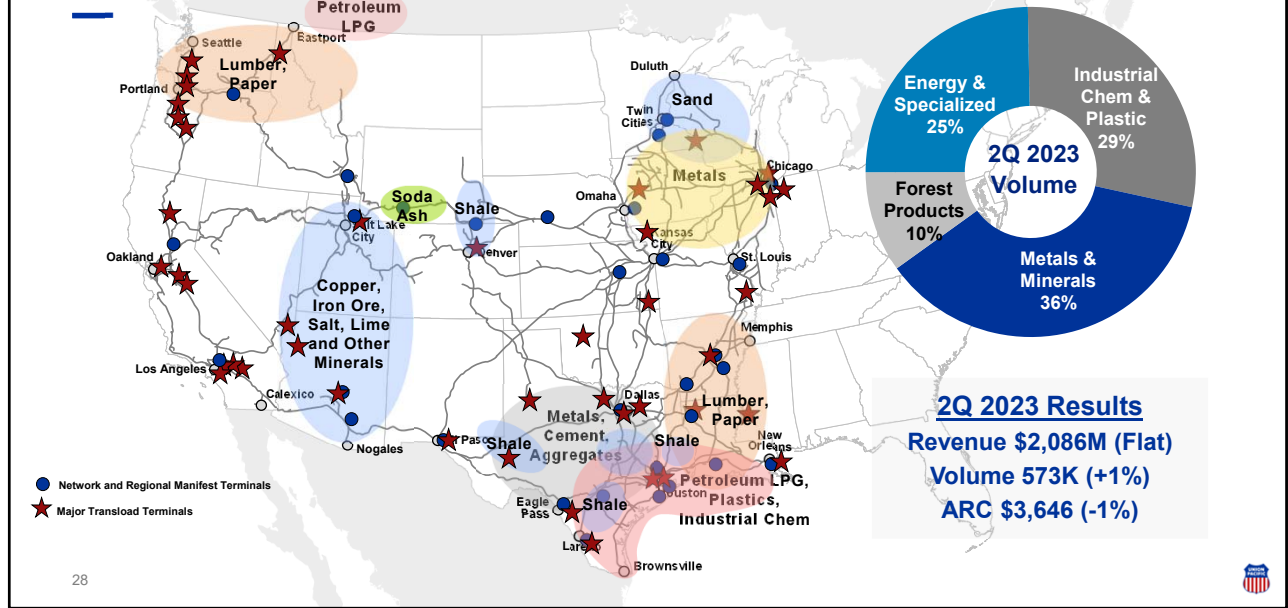 Petroleum
LPG
Seattle
Eastport
Lumber,
Paper
Portland
Duluth
Sand
Twin
Cities
Metals
Chicago
Omaha
Soda
Ash
Shale
Salt Lake
City
Denver
Kansas
City
St. Louis
Oakland
Copper,
Iron Ore,
Salt, Lime
and Other
Minerals
Memphis
Los Angeles
Calexico
Dallas
Lumber,
Paper
Metals,
Cement,
Aggregates
Shale
Shale
New
Orleans
El Paso
Nogales
Petroleum LPG,
Plastics,
Industrial Chem
Houston
Eagle
Pass
Shale
Laredo
Brownsville
Network and Regional Manifest Terminals
Major Transload Terminals
Energy &
Specialized
25%
Industrial
Chem &
Plastic
29%
2Q 2023
Volume
Forest
Products
10%
Metals &
Minerals
36%
2Q 2023 Results
Revenue $2,086M (Flat)
Volume 573K (+1%)
ARC $3,646 (-1%)
28
UNION
PACIFIC